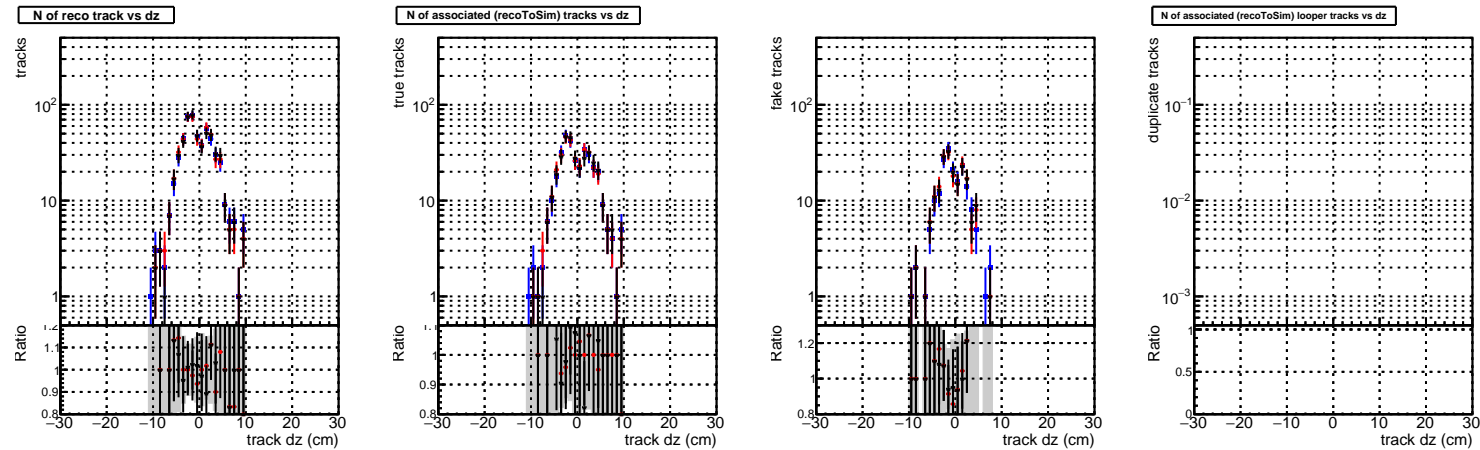 N of reco track vs dz
tracks
10²
10
1
Ratio
1.2
1.1
1
0.9
0.8
−30 −20 −10 0 10 20 30
track dz (cm)
N of associated (recoToSim) tracks vs dz
true tracks
10²
10
1
Ratio
1
0.9
0.8
−30 −20 −10 0 10 20 30
track dz (cm)
fake tracks
10²
10
1
Ratio
1.2
1
0.8
−30 −20 −10 0 10 20 30
track dz (cm)
N of associated (recoToSim) looper tracks vs dz
duplicate tracks
10⁻¹
10⁻²
10⁻³
Ratio
1
0.5
0
−30 −20 −10 0 10 20 30
track dz (cm)